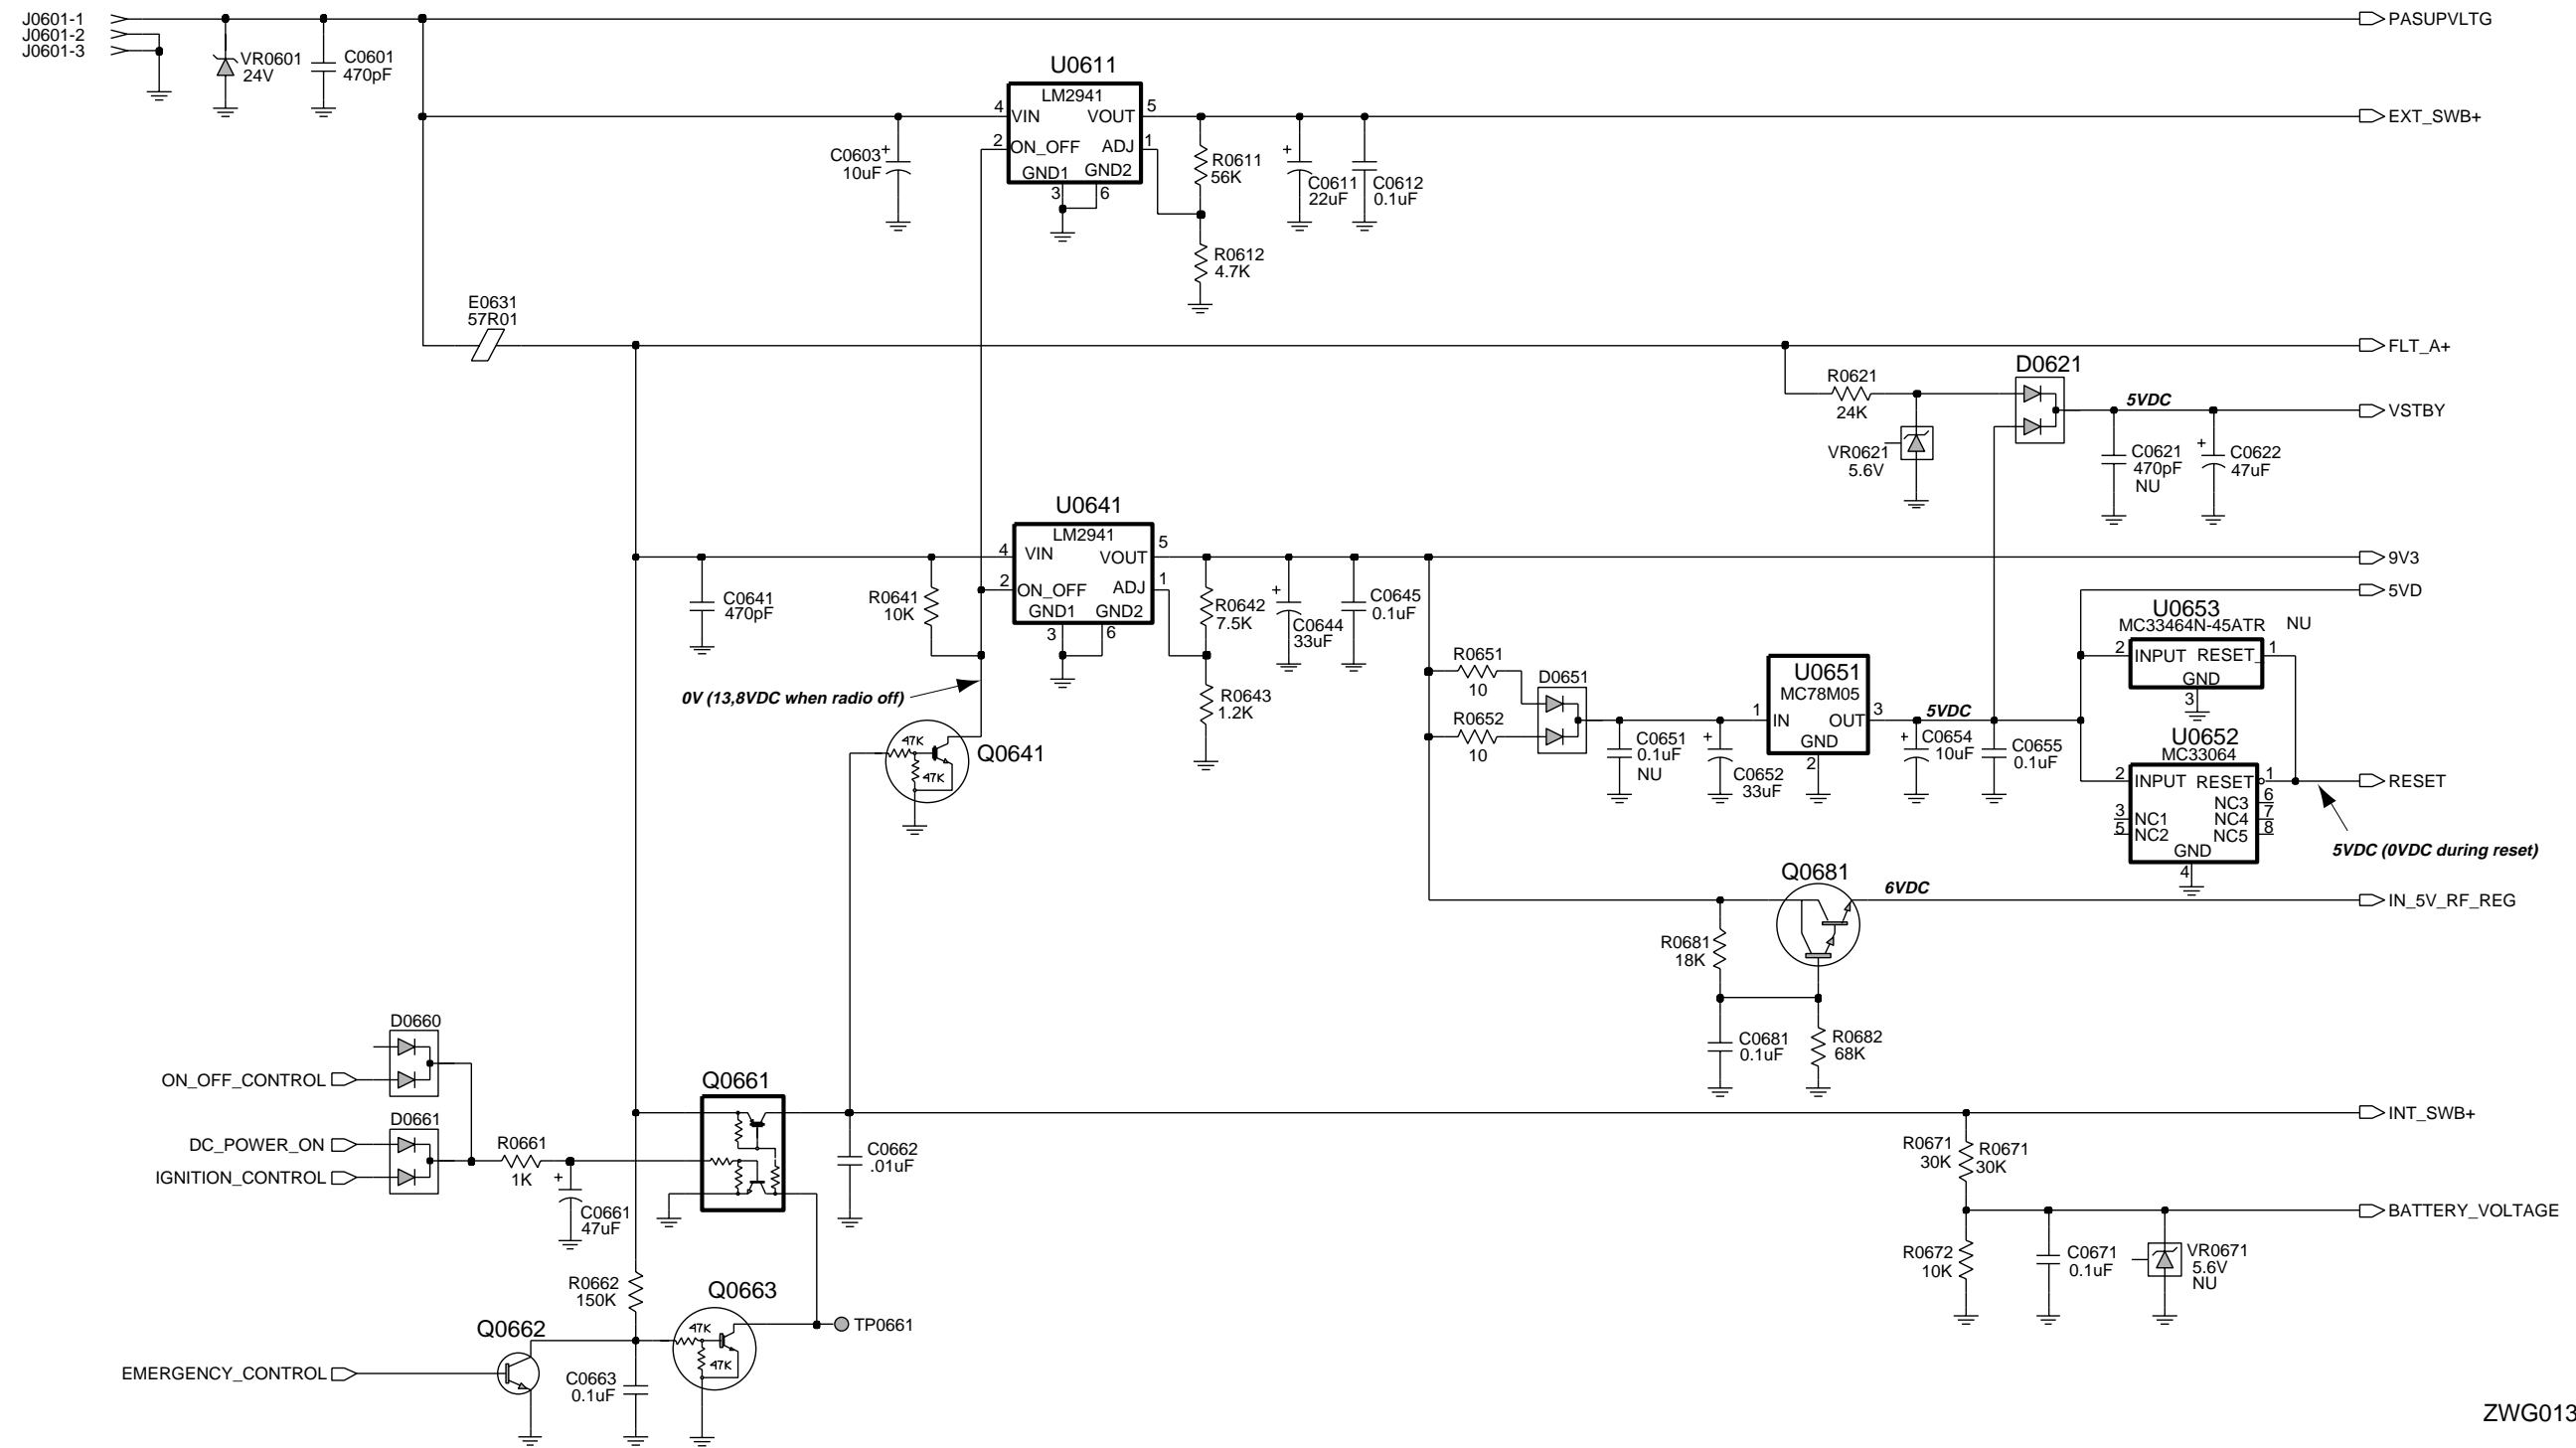 J0601-1
J0601-2
J0601-3
VR0601
24V
C0601
470pF
PASUPVLTG
U0611
LM2941
4
VIN
VOUT
5
2
ON_OFF
ADJ
1
GND1
GND2
3
6
C0603
+
10uF
R0611
56K
+
C0611
22uF
C0612
0.1uF
R0612
4.7K
EXT_SWB+
E0631
57R01
FLT_A+
D0621
R0621
24K
VR0621
5.6V
5VDC
VSTBY
C0621
470pF
NU
+
C0622
47uF
U0641
LM2941
4
VIN
VOUT
5
2
ON_OFF
ADJ
1
GND1
GND2
3
6
C0641
470pF
R0641
10K
R0642
7.5K
+
C0644
33uF
C0645
0.1uF
R0643
1.2K
0V (13,8VDC when radio off)
9V3
5VD
U0653
MC33464N-45ATR
NU
2
INPUT
RESET_
1
GND
3
R0651
10
D0651
R0652
10
U0651
MC78M05
1
IN
OUT
3
GND
2
5VDC
C0651
0.1uF
NU
+
C0652
33uF
+
C0654
10uF
C0655
0.1uF
U0652
MC33064
2
INPUT
RESET
1
NC3
6
3
NC1
NC4
7
5
NC2
NC5
8
GND
4
RESET
5VDC (0VDC during reset)
47K
47K
Q0641
Q0681
6VDC
IN_5V_RF_REG
R0681
18K
C0681
0.1uF
R0682
68K
D0660
ON_OFF_CONTROL
D0661
DC_POWER_ON
IGNITION_CONTROL
R0661
1K
+
C0661
47uF
Q0661
C0662
.01uF
INT_SWB+
R0671
30K
R0671
30K
BATTERY_VOLTAGE
R0672
10K
C0671
0.1uF
VR0671
5.6V
NU
R0662
150K
Q0663
47K
47K
TP0661
Q0662
EMERGENCY_CONTROL
C0663
0.1uF
ZWG013